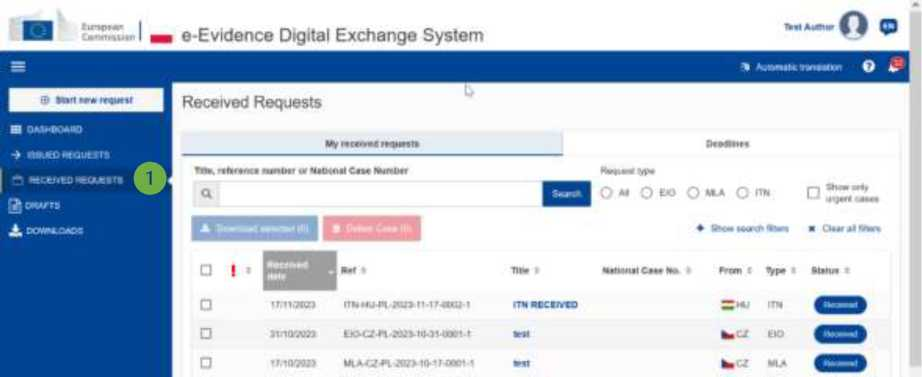 European
Commission
e-Evidence Digital Exchange System
Test Author
EN
Automatic translation
Start new request
Received Requests
DASHBOARD
My received requests
Deadlines
ISSUED REQUESTS
Title, reference number or National Case Number
Request type
RECEIVED REQUESTS
1
Search
All
EIO
MLA
ITN
Show only
urgent cases
DRAFTS
DOWNLOADS
Download selected (0)
Delete Case (0)
Show search filters
Clear all filters
Received
date
Ref
Title
National Case No.
From
Type
Status
17/11/2023 ITN-HU-PL-2023-11-17-0002-1 ITN RECEIVED HU ITN Received
31/10/2023 EIO-CZ-PL-2023-10-31-0001-1 test CZ EIO Received
17/10/2023 MLA-CZ-PL-2023-10-17-0001-1 test CZ MLA Received